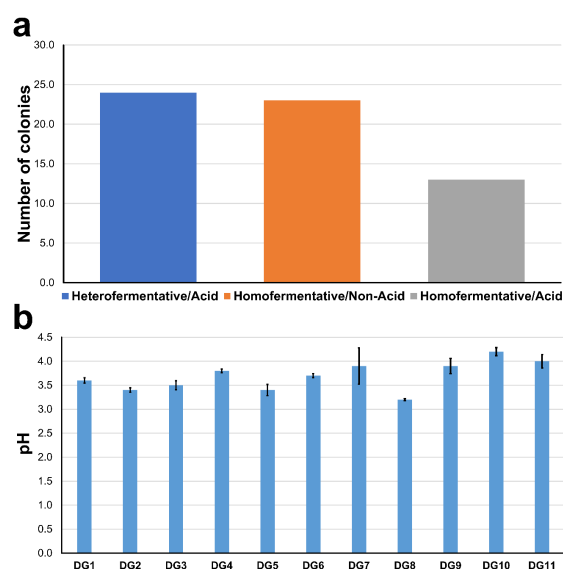 a
Number of colonies
30.0
25.0
20.0
15.0
10.0
5.0
0.0
Heterofermentative/Acid Homofermentative/Non-Acid Homofermentative/Acid
b
pH
4.5
4.0
3.5
3.0
2.5
2.0
1.5
1.0
0.5
0.0
DG1 DG2 DG3 DG4 DG5 DG6 DG7 DG8 DG9 DG10 DG11